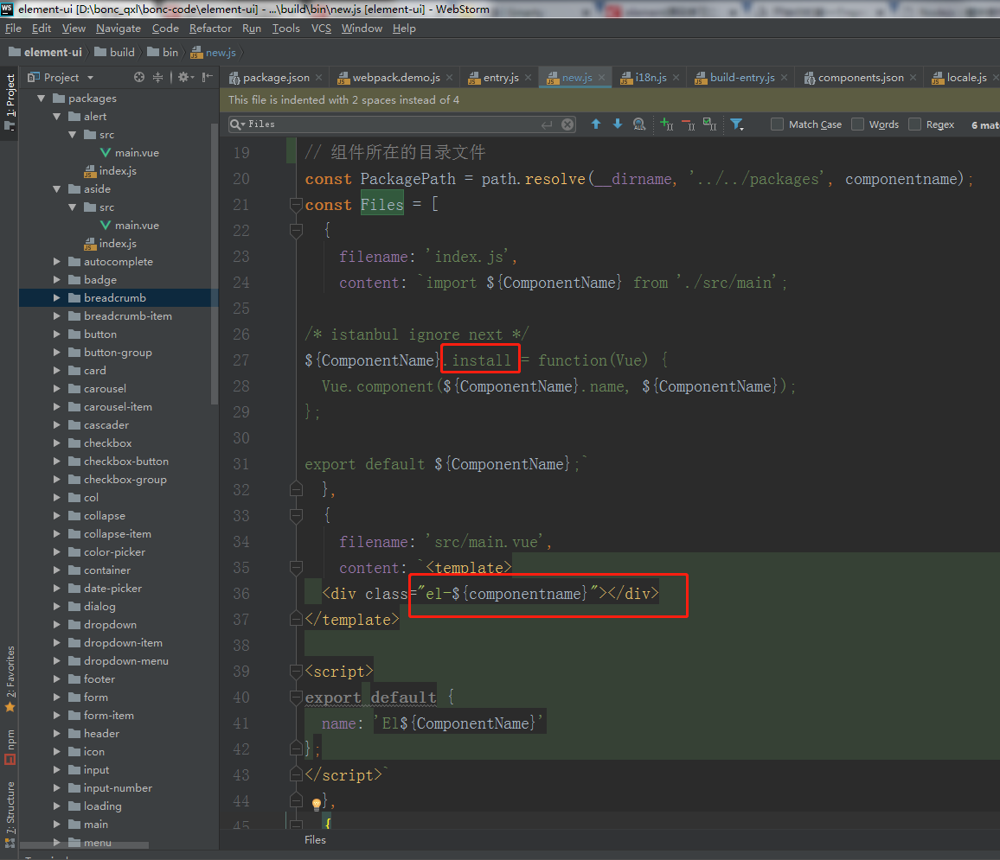 element-ui [D:\bonc_qxl\bonc-code\element-ui] - ...\build\bin\new.js [element-ui] - WebStorm
File Edit View Navigate Code Refactor Run Tools VCS Window Help
element-ui build bin new.js
1: Project
Project
package.json webpack.demo.js entry.js new.js i18n.js build-entry.js components.json locale.js
This file is indented with 2 spaces instead of 4
Files Match Case Words Regex 6 mat
packages
alert
src
main.vue
index.js
aside
src
main.vue
index.js
autocomplete
badge
breadcrumb
breadcrumb-item
button
button-group
card
carousel
carousel-item
cascader
checkbox
checkbox-button
checkbox-group
col
collapse
collapse-item
color-picker
container
date-picker
dialog
dropdown
dropdown-item
dropdown-menu
footer
form
form-item
header
icon
input
input-number
loading
main
menu
2: Favorites
npm
7: Structure
19 // 组件所在的目录文件
20 const PackagePath = path.resolve(__dirname, '../../packages', componentname);
21 const Files = [
22 {
23 filename: 'index.js',
24 content: `import ${ComponentName} from './src/main';
25
26 /* istanbul ignore next */
27 ${ComponentName}.install = function(Vue) {
28 Vue.component(${ComponentName}.name, ${ComponentName});
29 };
30
31 export default ${ComponentName};`
32 },
33 {
34 filename: 'src/main.vue',
35 content: `<template>
36 <div class="el-${componentname}"></div>
37 </template>
38
39 <script>
40 export default {
41 name: 'El${ComponentName}'
42 };
43 </script>`
44 },
45 {
Files